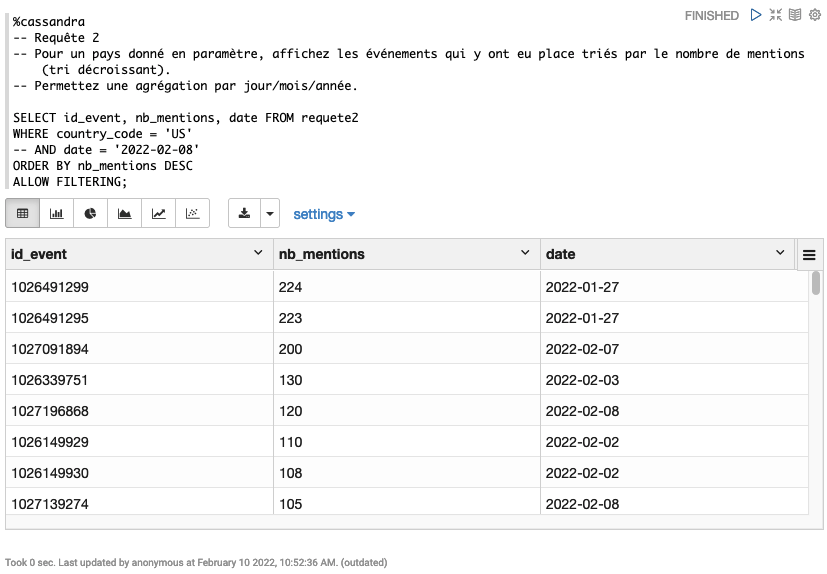 FINISHED
%cassandra
-- Requête 2
-- Pour un pays donné en paramètre, affichez les événements qui y ont eu place triés par le nombre de mentions
(tri décroissant).
-- Permettez une agrégation par jour/mois/année.
SELECT id_event, nb_mentions, date FROM requete2
WHERE country_code = 'US'
-- AND date = '2022-02-08'
ORDER BY nb_mentions DESC
ALLOW FILTERING;
settings
id_event nb_mentions date
1026491299 224 2022-01-27
1026491295 223 2022-01-27
1027091894 200 2022-02-07
1026339751 130 2022-02-03
1027196868 120 2022-02-08
1026149929 110 2022-02-02
1026149930 108 2022-02-02
1027139274 105 2022-02-08
Took 0 sec. Last updated by anonymous at February 10 2022, 10:52:36 AM. (outdated)